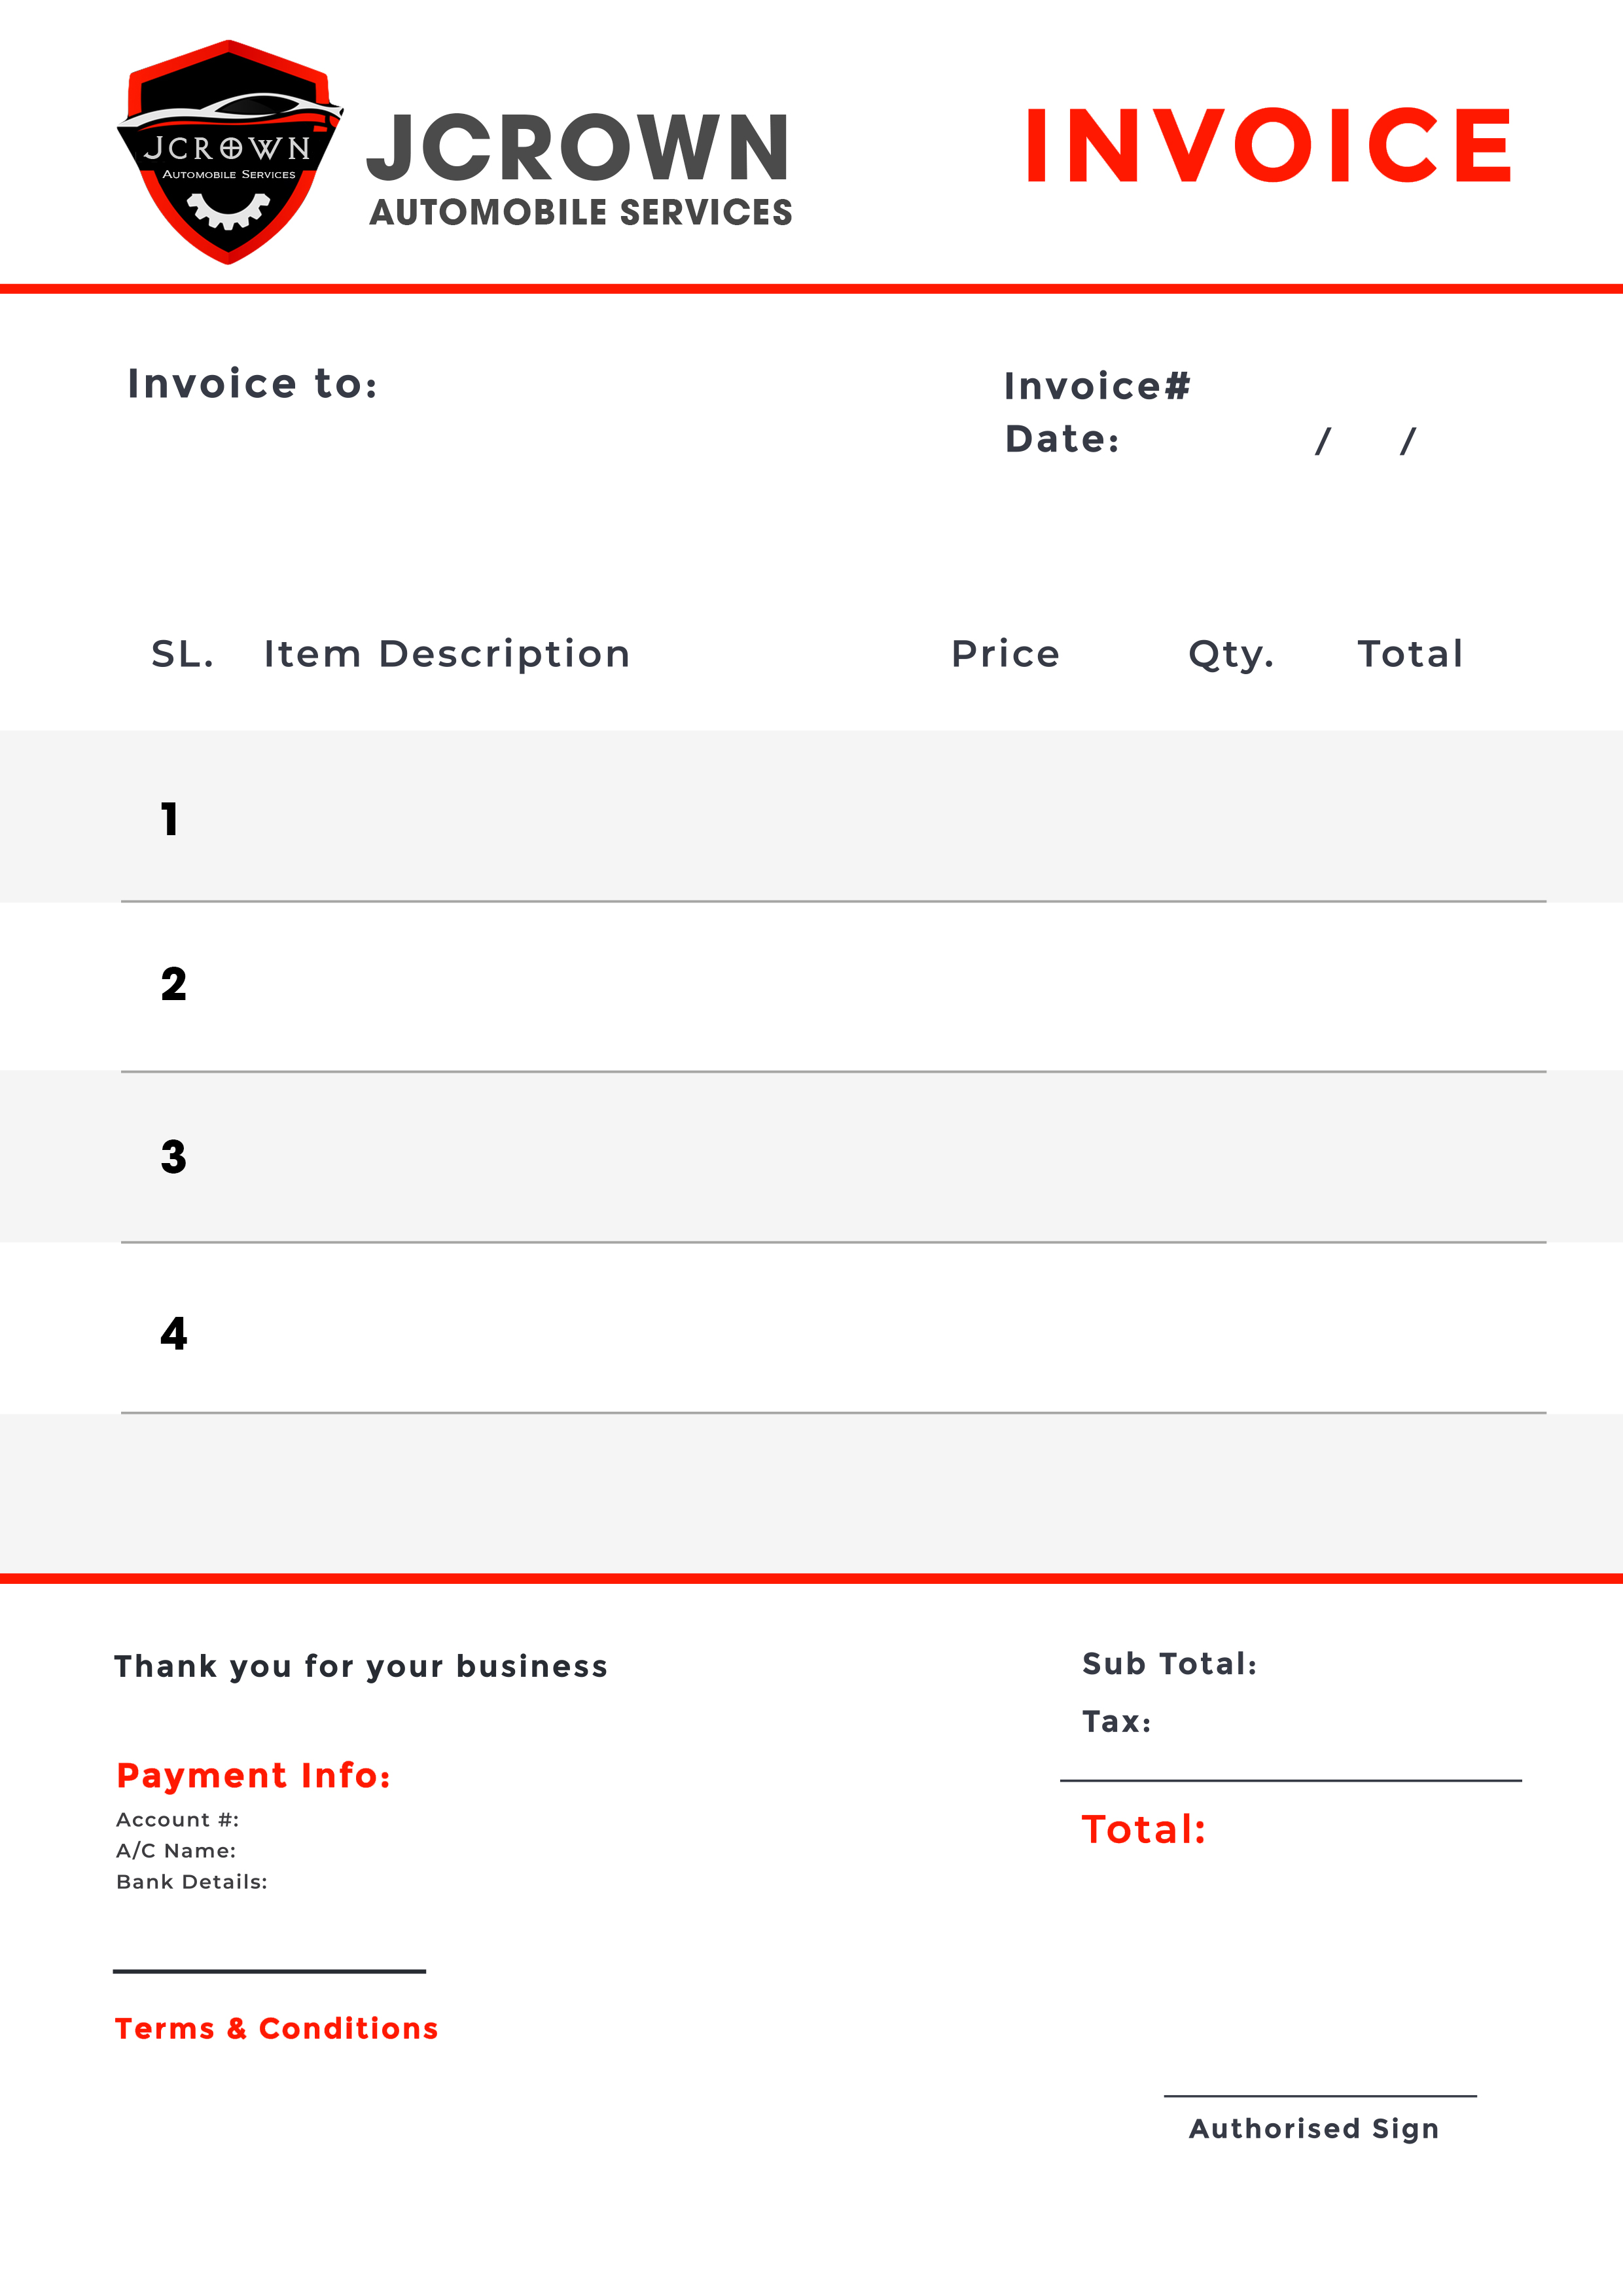 JCROWN
AUTOMOBILE SERVICES
JCROWN
AUTOMOBILE SERVICES
INVOICE
Invoice to:
Invoice#
Date: / /
SL. Item Description Price Qty. Total
1
2
3
4
Thank you for your business
Sub Total:
Tax:
Payment Info:
Account #:
A/C Name:
Bank Details:
Total:
Terms & Conditions
Authorised Sign